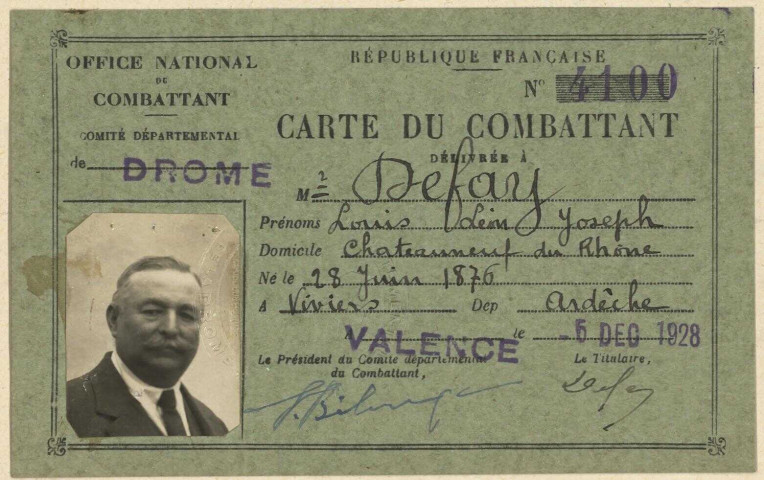 OFFICE NATIONAL
DU
COMBATTANT
COMITÉ DÉPARTEMENTAL
de DROME
RÉPUBLIQUE FRANÇAISE
N° 4100
CARTE DU COMBATTANT
DÉLIVRÉE À
Mr Defay
Prénoms Louis Léon Joseph
Domicile Chateauneuf du Rhône
Né le 28 Juin 1876
A Viviers Dep Ardêche
A VALENCE le -5 DEC 1928
Le Président du Comité départemental
du Combattant,
Le Titulaire,
Defay